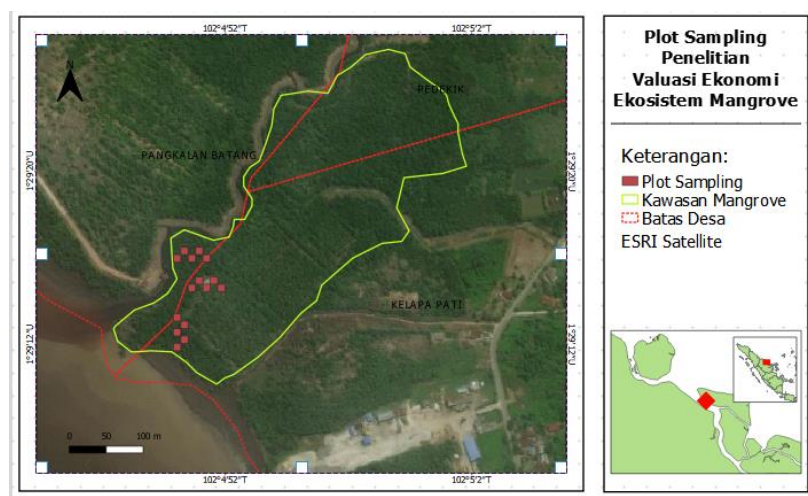 102°4'52"T
102°5'2"T
N
PEDEKIK
PANGKALAN BATANG
1°29'20"U
1°29'20"U
KELAPA PATI
1°29'12"U
1°29'12"U
0 50 100 m
102°4'52"T
102°5'2"T
Plot Sampling
Penelitian
Valuasi Ekonomi
Ekosistem Mangrove
Keterangan:
Plot Sampling
Kawasan Mangrove
Batas Desa
ESRI Satellite